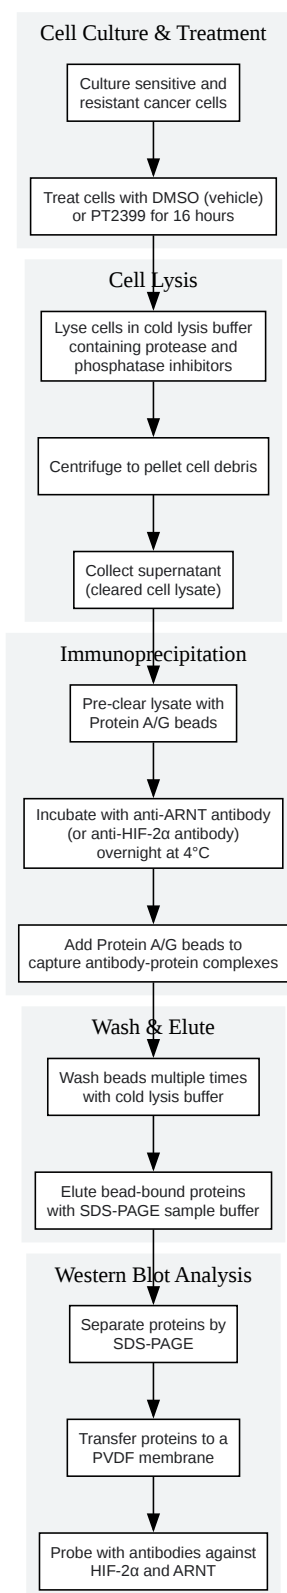 Cell Culture & Treatment
Culture sensitive and
resistant cancer cells
Treat cells with DMSO (vehicle)
or PT2399 for 16 hours
Cell Lysis
Lyse cells in cold lysis buffer
containing protease and
phosphatase inhibitors
Centrifuge to pellet cell debris
Collect supernatant
(cleared cell lysate)
Immunoprecipitation
Pre-clear lysate with
Protein A/G beads
Incubate with anti-ARNT antibody
(or anti-HIF-2α antibody)
overnight at 4°C
Add Protein A/G beads to
capture antibody-protein complexes
Wash & Elute
Wash beads multiple times
with cold lysis buffer
Elute bead-bound proteins
with SDS-PAGE sample buffer
Western Blot Analysis
Separate proteins by
SDS-PAGE
Transfer proteins to a
PVDF membrane
Probe with antibodies against
HIF-2α and ARNT